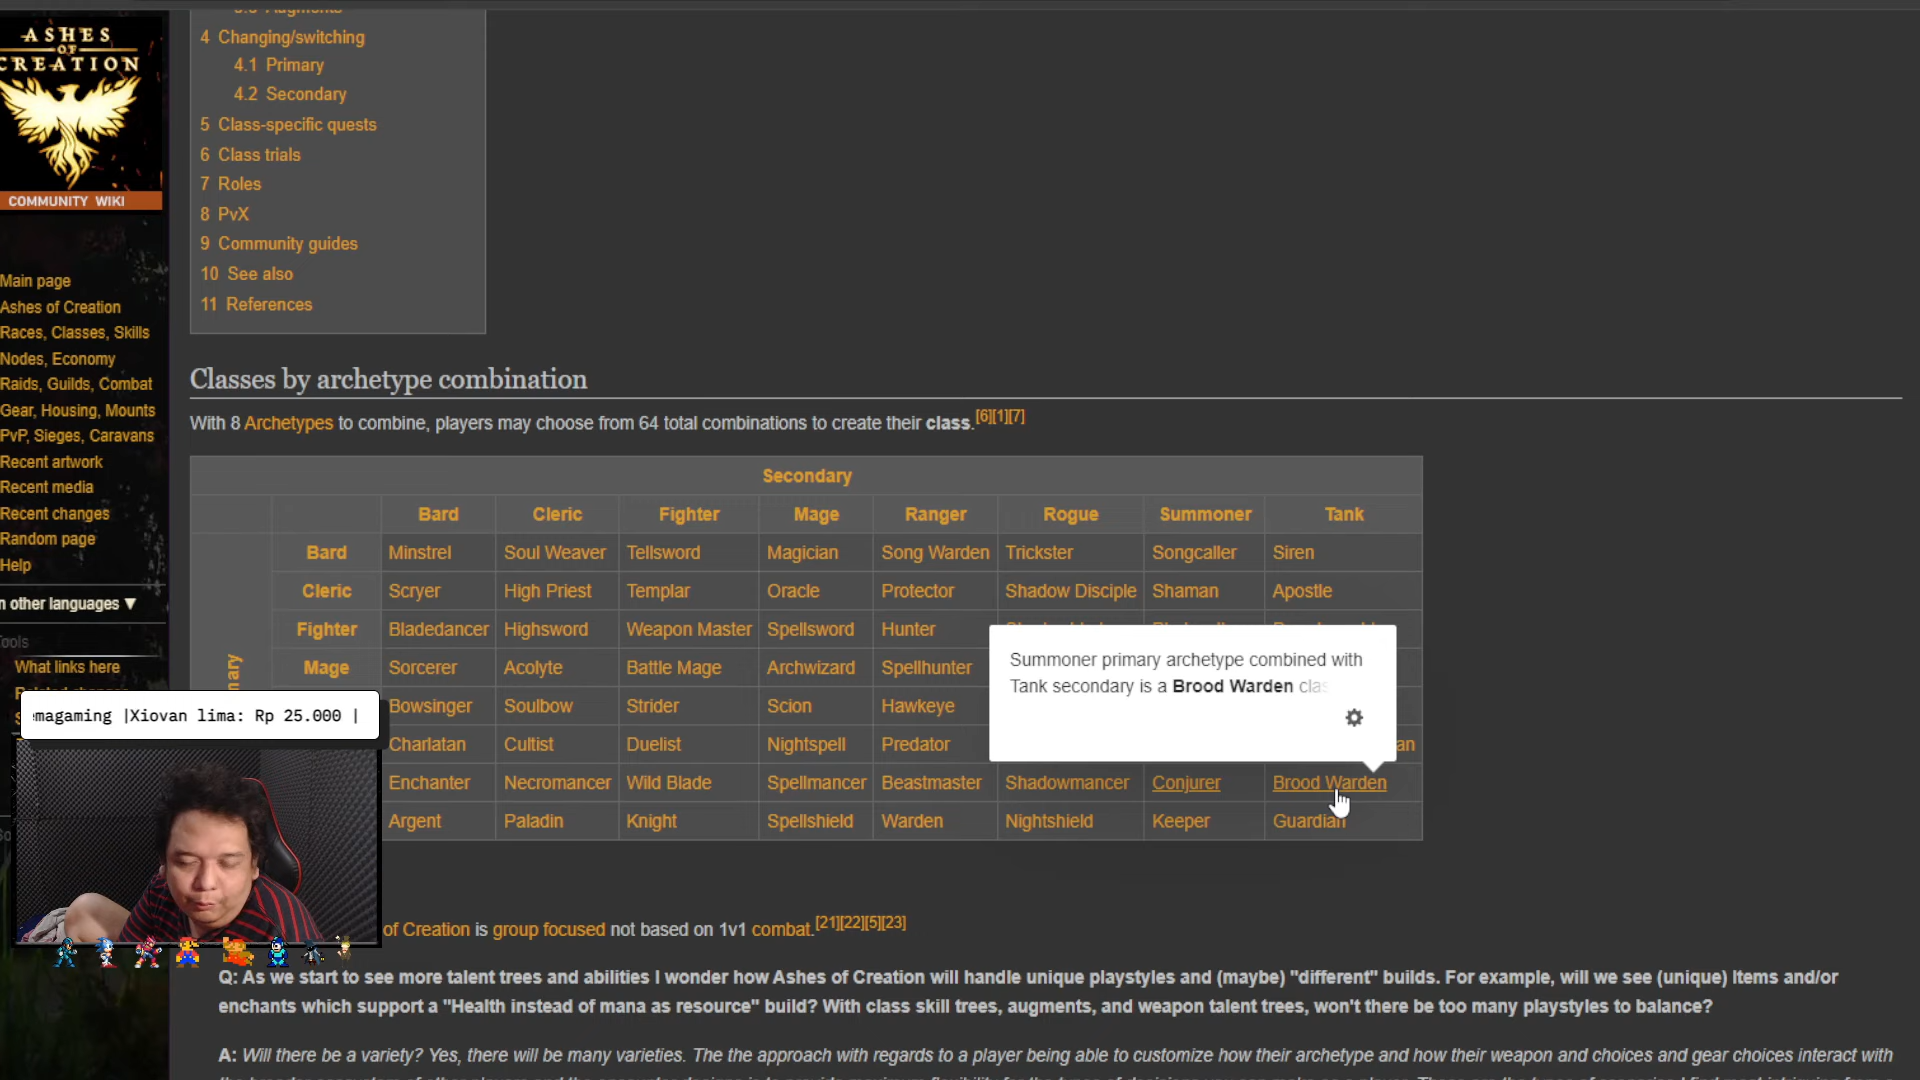 ASHES
OF
CREATION
COMMUNITY WIKI
4 Changing/switching
4.1 Primary
4.2 Secondary
5 Class-specific quests
6 Class trials
7 Roles
8 PvX
9 Community guides
10 See also
11 References
Main page
Ashes of Creation
Races, Classes, Skills
Nodes, Economy
Raids, Guilds, Combat
Gear, Housing, Mounts
PvP, Sieges, Caravans
Recent artwork
Recent media
Recent changes
Random page
Help
n other languages ▼
ools
What links here
emagaming |Xiovan lima: Rp 25.000 |
Classes by archetype combination
With 8 Archetypes to combine, players may choose from 64 total combinations to create their class.[6][1][7]
Secondary
Bard Cleric Fighter Mage Ranger Rogue Summoner Tank
Bard Minstrel Soul Weaver Tellsword Magician Song Warden Trickster Songcaller Siren
Cleric Scryer High Priest Templar Oracle Protector Shadow Disciple Shaman Apostle
Fighter Bladedancer Highsword Weapon Master Spellsword Hunter
Mage Sorcerer Acolyte Battle Mage Archwizard Spellhunter
Bowsinger Soulbow Strider Scion Hawkeye
Charlatan Cultist Duelist Nightspell Predator an
Enchanter Necromancer Wild Blade Spellmancer Beastmaster Shadowmancer Conjurer Brood Warden
Argent Paladin Knight Spellshield Warden Nightshield Keeper Guardian
nary
Summoner primary archetype combined with
Tank secondary is a Brood Warden clas
of Creation is group focused not based on 1v1 combat.[21][22][5][23]
Q: As we start to see more talent trees and abilities I wonder how Ashes of Creation will handle unique playstyles and (maybe) "different" builds. For example, will we see (unique) Items and/or
enchants which support a "Health instead of mana as resource" build? With class skill trees, augments, and weapon talent trees, won't there be too many playstyles to balance?
A: Will there be a variety? Yes, there will be many varieties. The the approach with regards to a player being able to customize how their archetype and how their weapon and choices and gear choices interact with